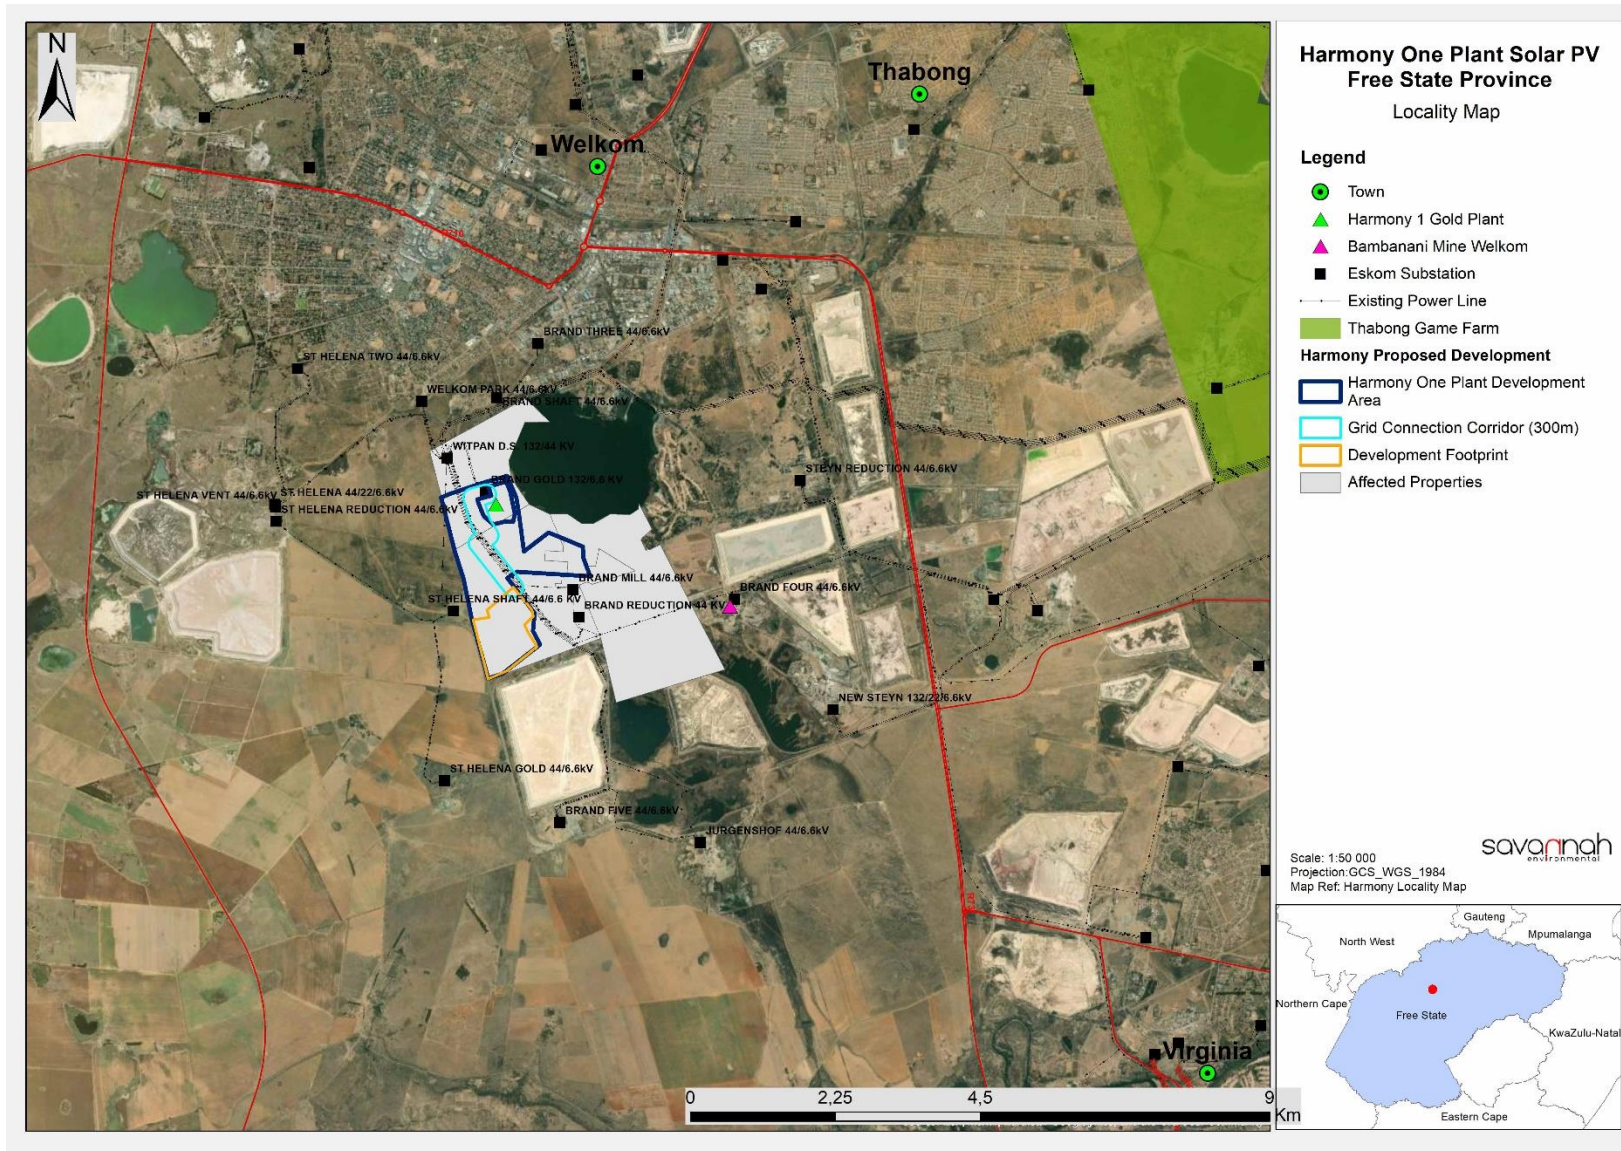 N
Thabong
Welkom
R730
BRAND THREE 44/6.6kV
ST HELENA TWO 44/6.6kV
WELKOM PARK 44/6.6kV
BRAND SHAFT 44/6.6kV
WITPAN D.S. 132/44 KV
STEYN REDUCTION 44/6.6kV
BRAND GOLD 132/6.6 KV
ST HELENA VENT 44/6.6kV
ST. HELENA 44/22/6.6kV
ST HELENA REDUCTION 44/6.6kV
BRAND MILL 44/6.6kV
BRAND FOUR 44/6.6kV
ST HELENA SHAFT 44/6.6 KV
BRAND REDUCTION 44 KV
NEW STEYN 132/22/6.6kV
ST HELENA GOLD 44/6.6kV
BRAND FIVE 44/6.6kV
JURGENSHOF 44/6.6kV
Virginia
0 2,25 4,5 9
Km
Harmony One Plant Solar PV
Free State Province
Locality Map
Legend
Town
Harmony 1 Gold Plant
Bambanani Mine Welkom
Eskom Substation
Existing Power Line
Thabong Game Farm
Harmony Proposed Development
Harmony One Plant Development
Area
Grid Connection Corridor (300m)
Development Footprint
Affected Properties
savannah
environmental
Scale: 1:50 000
Projection:GCS_WGS_1984
Map Ref: Harmony Locality Map
Gauteng
North West
Mpumalanga
Northern Cape
Free State
KwaZulu-Natal
Eastern Cape